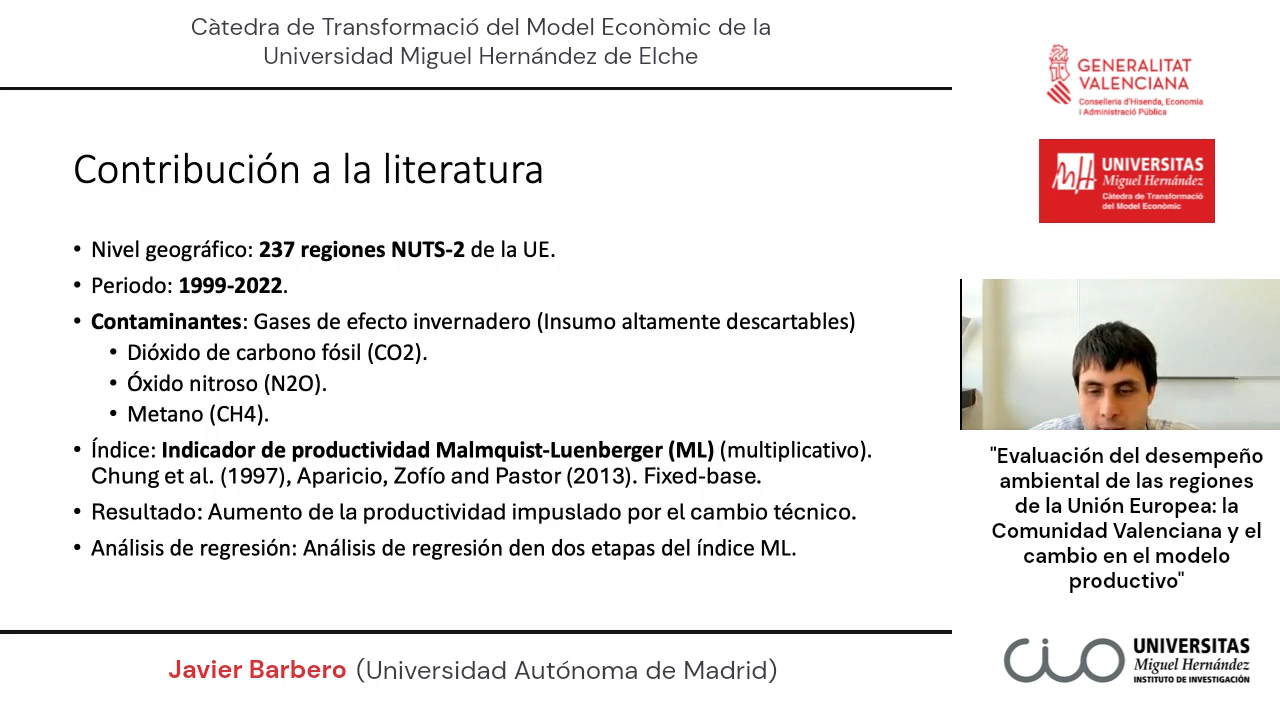 Càtedra de Transformació del Model Econòmic de la
Universidad Miguel Hernández de Elche
GENERALITAT
VALENCIANA
Conselleria d'Hisenda, Economia
i Administració Pública
UNIVERSITAS
Miguel Hernández
Càtedra de Transformació
del Model Econòmic
Contribución a la literatura
• Nivel geográfico: 237 regiones NUTS-2 de la UE.
• Periodo: 1999-2022.
• Contaminantes: Gases de efecto invernadero (Insumo altamente descartables)
• Dióxido de carbono fósil (CO2).
• Óxido nitroso (N2O).
• Metano (CH4).
• Índice: Indicador de productividad Malmquist-Luenberger (ML) (multiplicativo).
Chung et al. (1997), Aparicio, Zofío and Pastor (2013). Fixed-base.
• Resultado: Aumento de la productividad impuslado por el cambio técnico.
• Análisis de regresión: Análisis de regresión den dos etapas del índice ML.
"Evaluación del desempeño
ambiental de las regiones
de la Unión Europea: la
Comunidad Valenciana y el
cambio en el modelo
productivo"
Javier Barbero (Universidad Autónoma de Madrid)
CIO
UNIVERSITAS
Miguel Hernández
INSTITUTO DE INVESTIGACIÓN